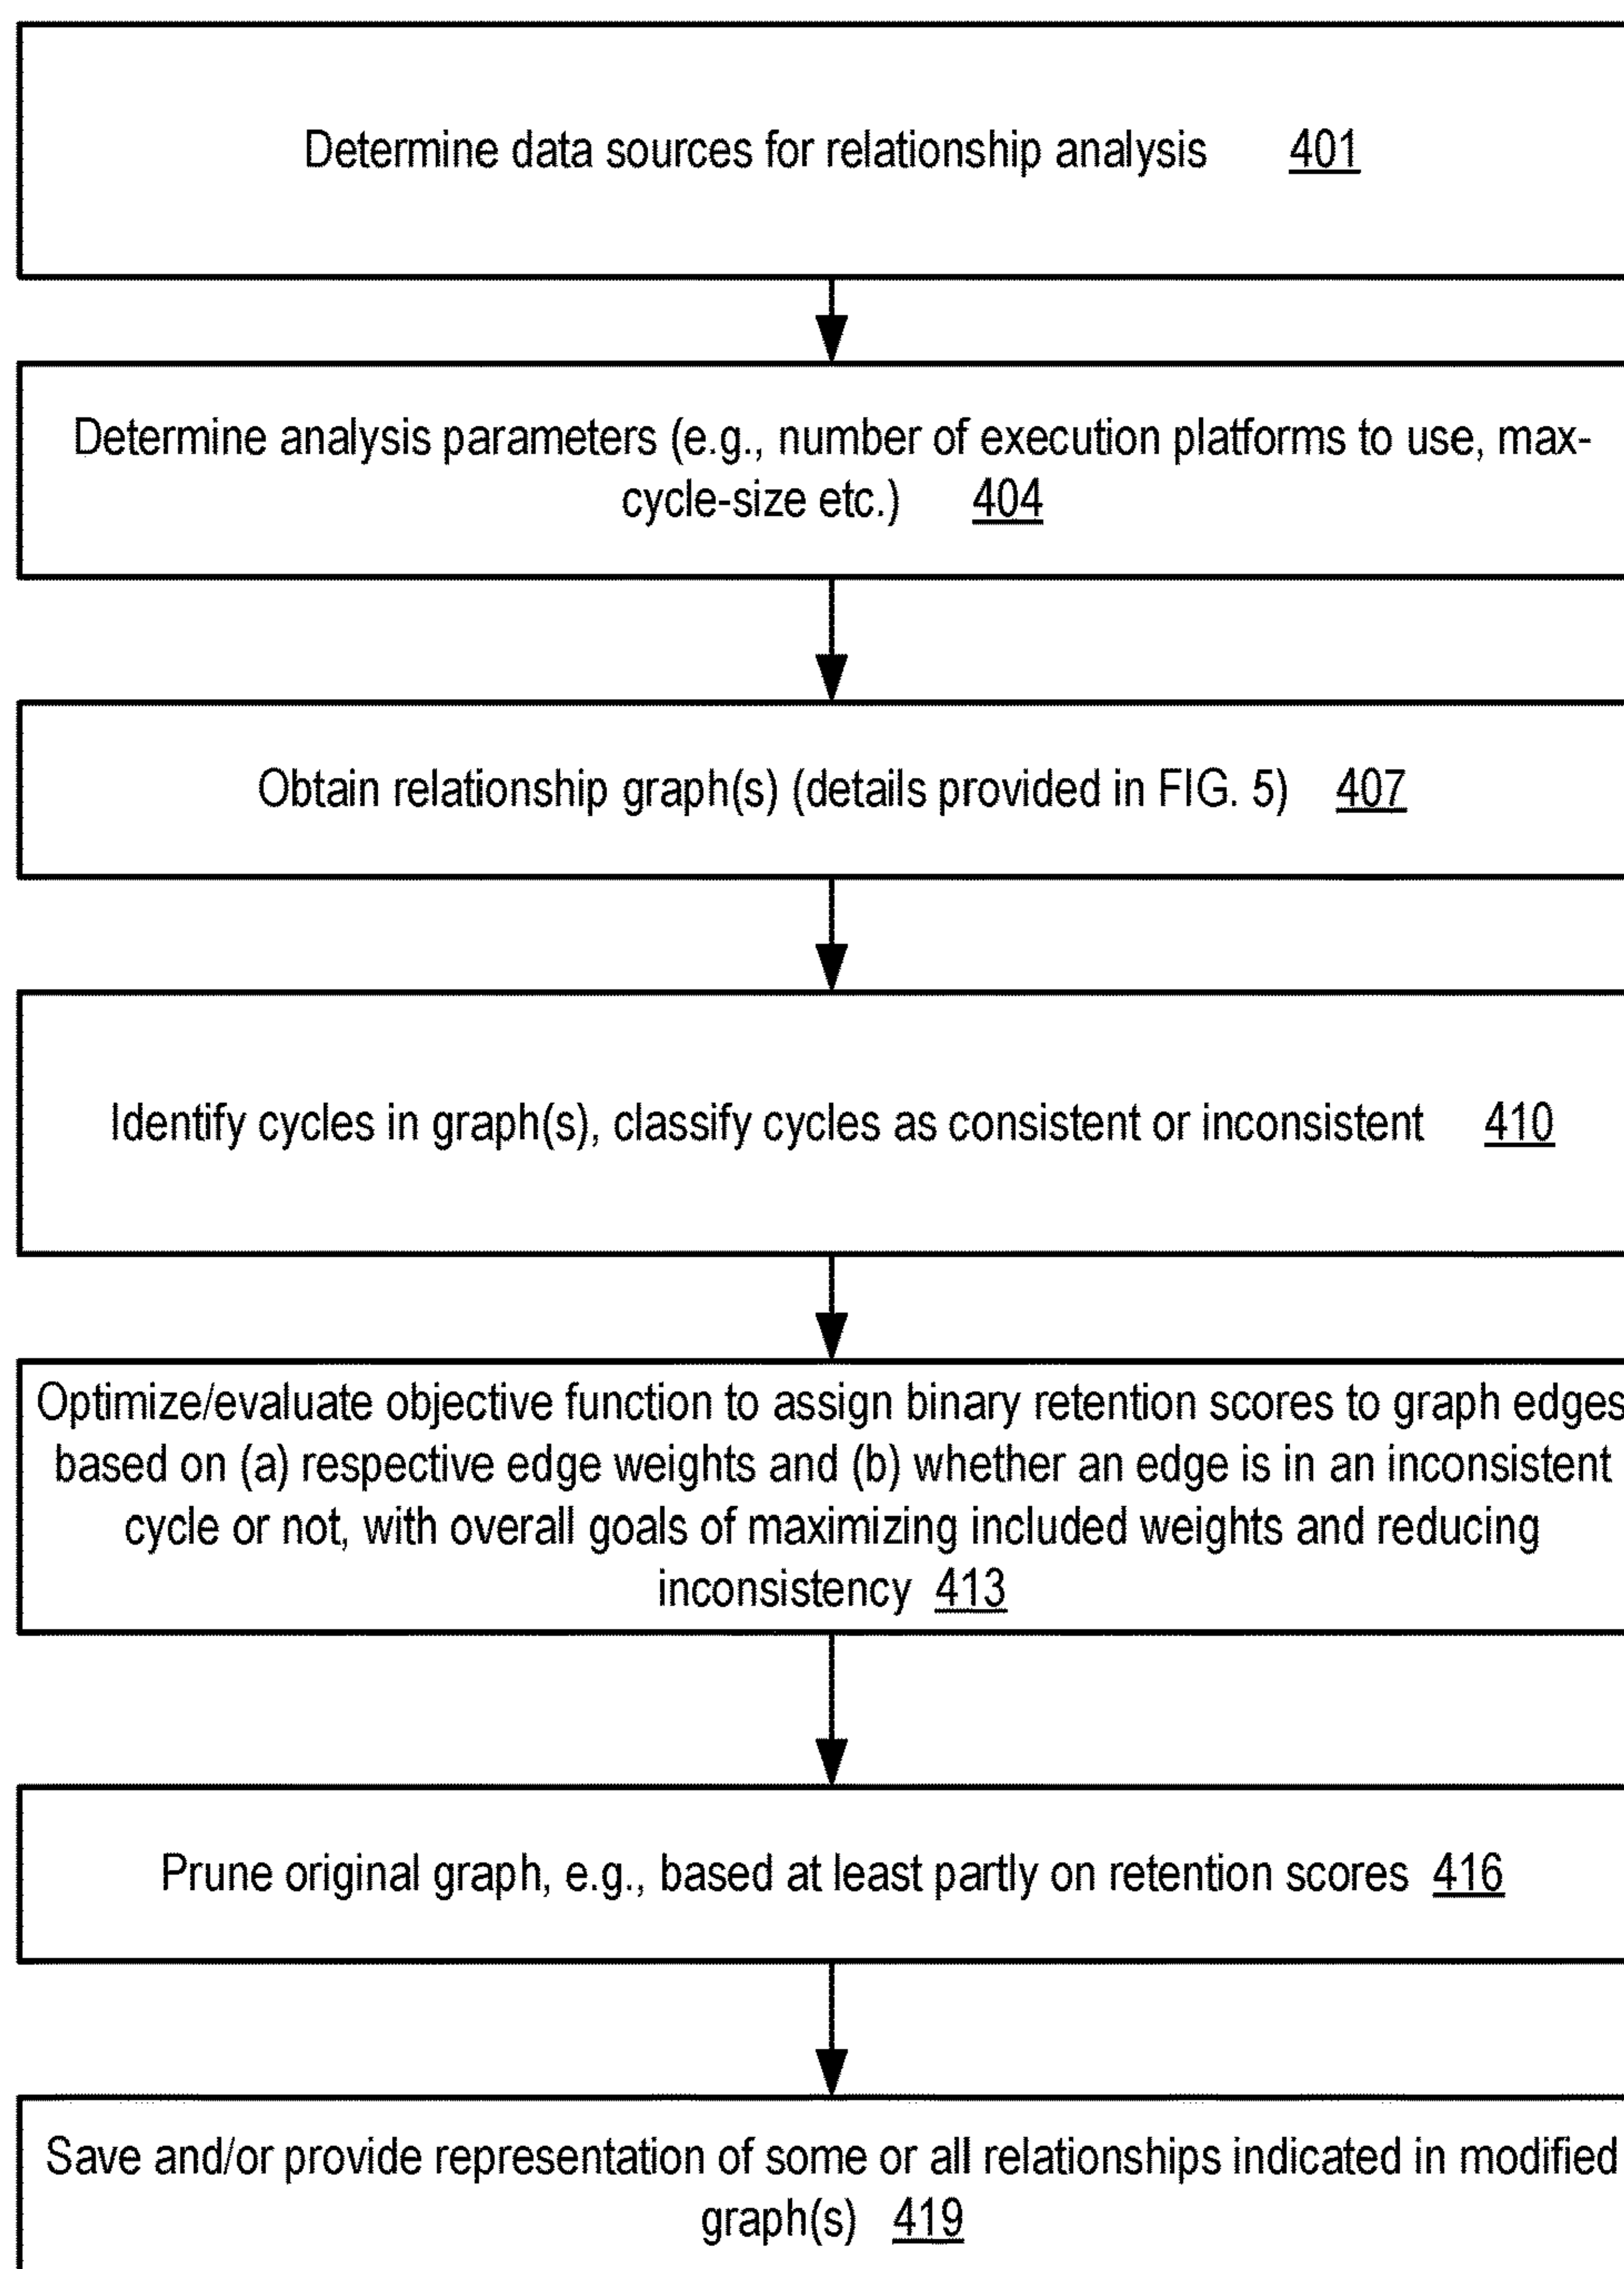 Determine data sources for relationship analysis 401
Determine analysis parameters (e.g., number of execution platforms to use, max-
cycle-size etc.) 404
Obtain relationship graph(s) (details provided in FIG. 5) 407
Identify cycles in graph(s), classify cycles as consistent or inconsistent 410
Optimize/evaluate objective function to assign binary retention scores to graph edges
based on (a) respective edge weights and (b) whether an edge is in an inconsistent
cycle or not, with overall goals of maximizing included weights and reducing
inconsistency 413
Prune original graph, e.g., based at least partly on retention scores 416
Save and/or provide representation of some or all relationships indicated in modified
graph(s) 419